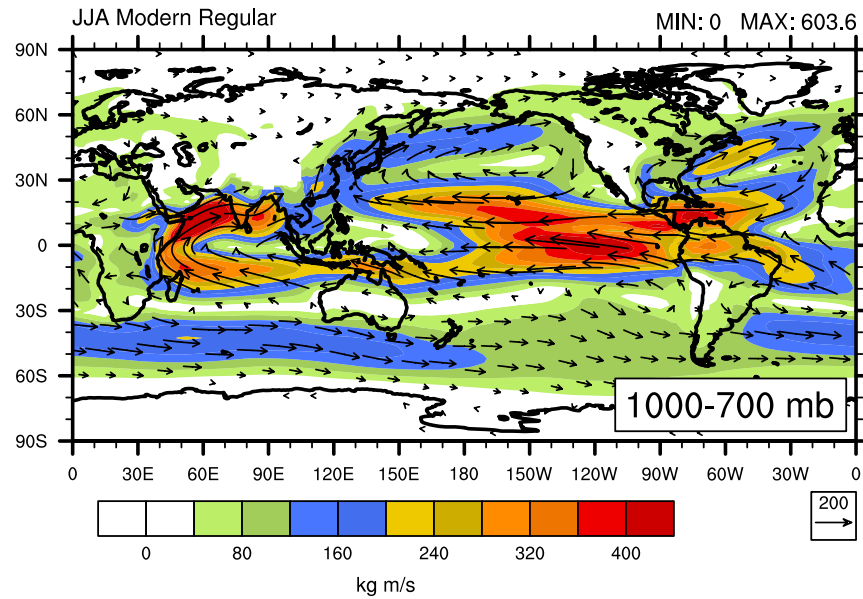 JJA Modern Regular
MIN: 0 MAX: 603.6
90N
60N
30N
0
30S
60S
90S
1000-700 mb
0 30E 60E 90E 120E 150E 180 150W 120W 90W 60W 30W 0
200
0 80 160 240 320 400
kg m/s